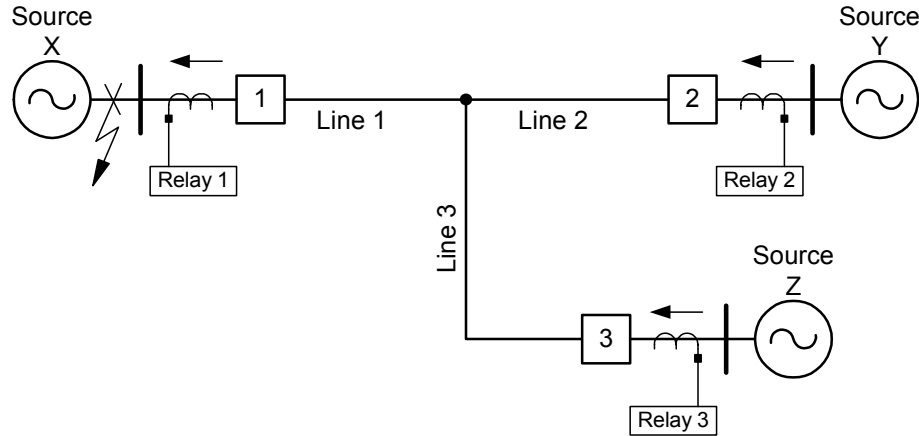 Source
X
Source
Y
1
2
Line 1
Line 2
Relay 1
Relay 2
Line 3
Source
Z
3
Relay 3